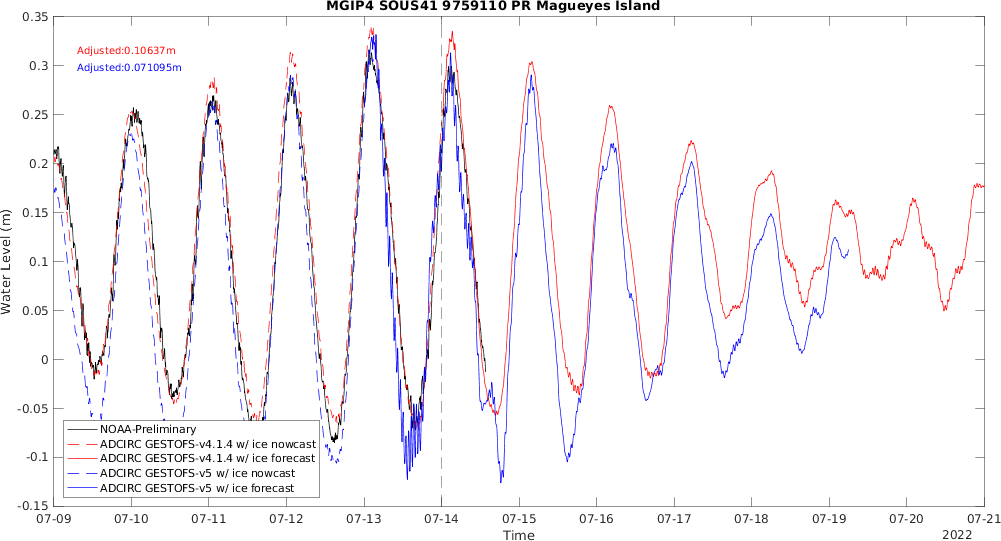 MGIP4 SOUS41 9759110 PR Magueyes Island
0.35
0.3
0.25
0.2
0.15
0.1
0.05
0
-0.05
-0.1
-0.15
Water Level (m)
Adjusted:0.10637m
Adjusted:0.071095m
NOAA-Preliminary
ADCIRC GESTOFS-v4.1.4 w/ ice nowcast
ADCIRC GESTOFS-v4.1.4 w/ ice forecast
ADCIRC GESTOFS-v5 w/ ice nowcast
ADCIRC GESTOFS-v5 w/ ice forecast
07-09 07-10 07-11 07-12 07-13 07-14 07-15 07-16 07-17 07-18 07-19 07-20 07-21
Time
2022